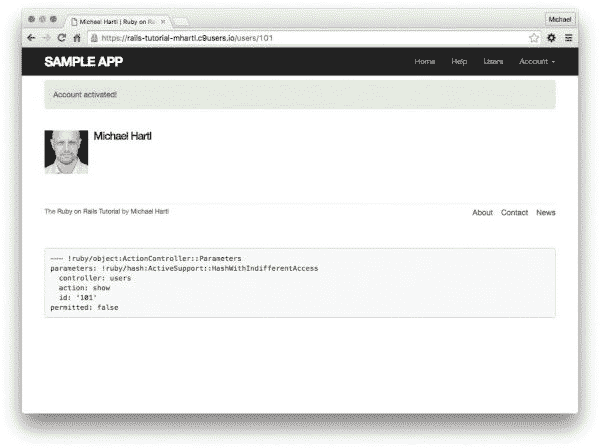 Michael Hartl | Ruby on Ra
Michael
https://rails-tutorial-mhartl.c9users.io/users/101
SAMPLE APP
Home Help Users Account
Account activated!
Michael Hartl
The Ruby on Rails Tutorial by Michael Hartl
About Contact News
--- !ruby/object:ActionController::Parameters
parameters: !ruby/hash:ActiveSupport::HashWithIndifferentAccess
controller: users
action: show
id: '101'
permitted: false